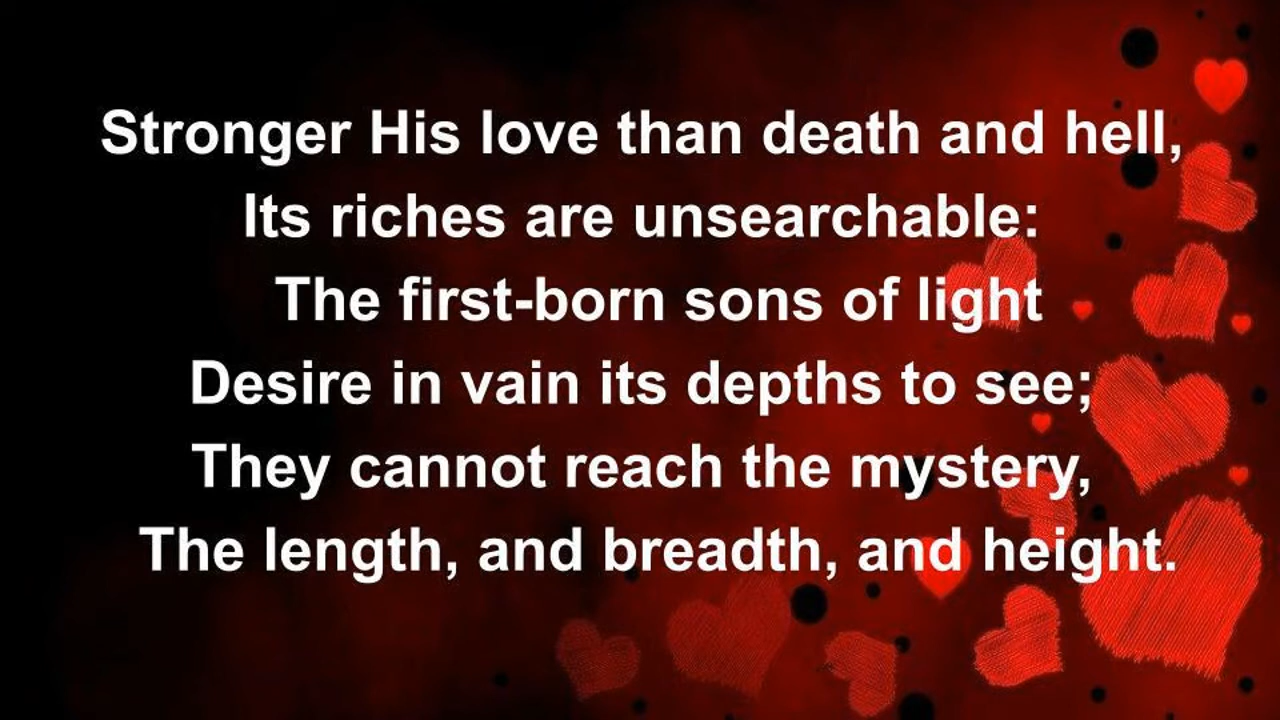 Stronger His love than death and hell,
Its riches are unsearchable:
The first-born sons of light
Desire in vain its depths to see;
They cannot reach the mystery,
The length, and breadth, and height.